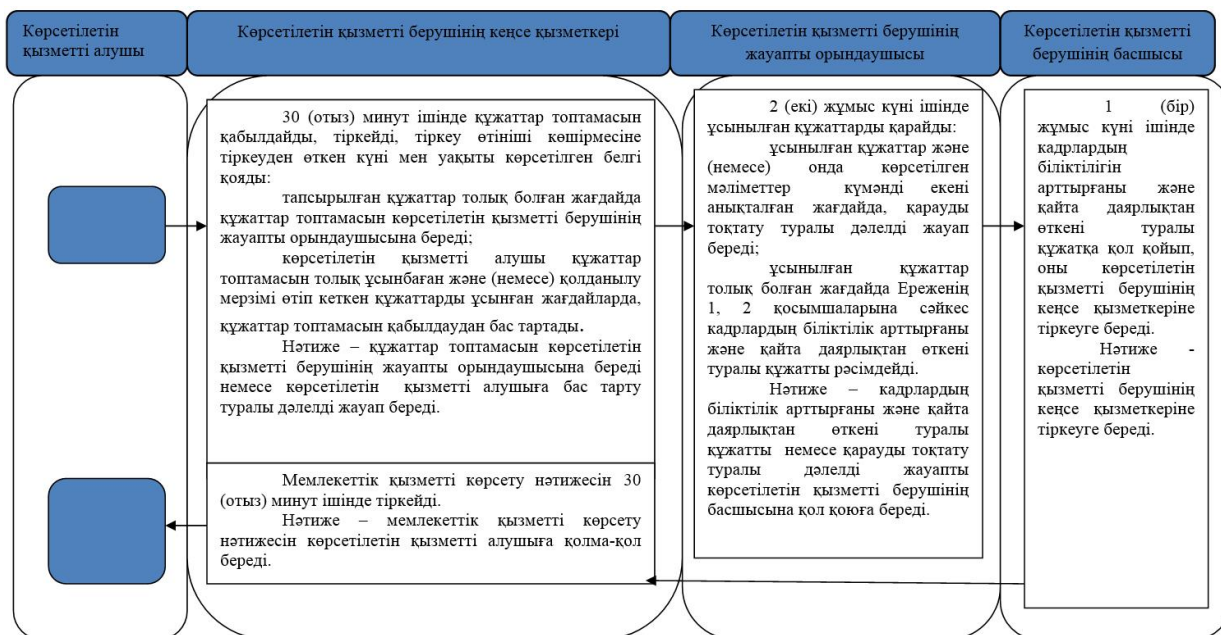 Көрсетілетін
қызметті алушы
Көрсетілетін қызметті берушінің кеңсе қызметкері
Көрсетілетін қызметті берушінің
жауапты орындаушысы
Көрсетілетін қызметті
берушінің басшысы
30 (отыз) минут ішінде құжаттар топтамасын
қабылдайды, тіркейді, тіркеу өтініші көшірмесіне
тіркеуден өткен күні мен уақыты көрсетілген белгі
қояды:
тапсырылған құжаттар толық болған жағдайда
құжаттар топтамасын көрсетілетін қызметті берушінің
жауапты орындаушысына береді;
көрсетілетін қызметті алушы құжаттар
топтамасын толық ұсынбаған және (немесе) қолданылу
мерзімі өтіп кеткен құжаттарды ұсынған жағдайларда,
құжаттар топтамасын қабылдаудан бас тартады.
Нәтиже – құжаттар топтамасын көрсетілетін
қызметті берушінің жауапты орындаушысына береді
немесе көрсетілетін қызметті алушыға бас тарту
туралы дәлелді жауап береді.
Мемлекеттік қызметті көрсету нәтижесін 30
(отыз) минут ішінде тіркейді.
Нәтиже – мемлекеттік қызметті көрсету
нәтижесін көрсетілетін қызметті алушыға қолма-қол
береді.
2 (екі) жұмыс күні ішінде
ұсынылған құжаттарды қарайды:
ұсынылған құжаттар және
(немесе) онда көрсетілген
мәліметтер күмәнді екені
анықталған жағдайда, қарауды
тоқтату туралы дәлелді жауап
береді;
ұсынылған құжаттар
толық болған жағдайда Ереженің
1, 2 қосымшаларына сәйкес
кадрлардың біліктілік арттырғаны
және қайта даярлықтан өткені
туралы құжатты рәсімдейді.
Нәтиже – кадрлардың
біліктілік арттырғаны және қайта
даярлықтан өткені туралы
құжатты немесе қарауды тоқтату
туралы дәлелді жауапты
көрсетілетін қызметті берушінің
басшысына қол қоюға береді.
1 (бір)
жұмыс күні ішінде
кадрлардың
біліктілігін
арттырғаны және
қайта даярлықтан
өткені туралы
құжатқа қол қойып,
оны көрсетілетін
қызметті берушінің
кеңсе қызметкеріне
тіркеуге береді.
Нәтиже -
көрсетілетін
қызметті берушінің
кеңсе қызметкеріне
тіркеуге береді.